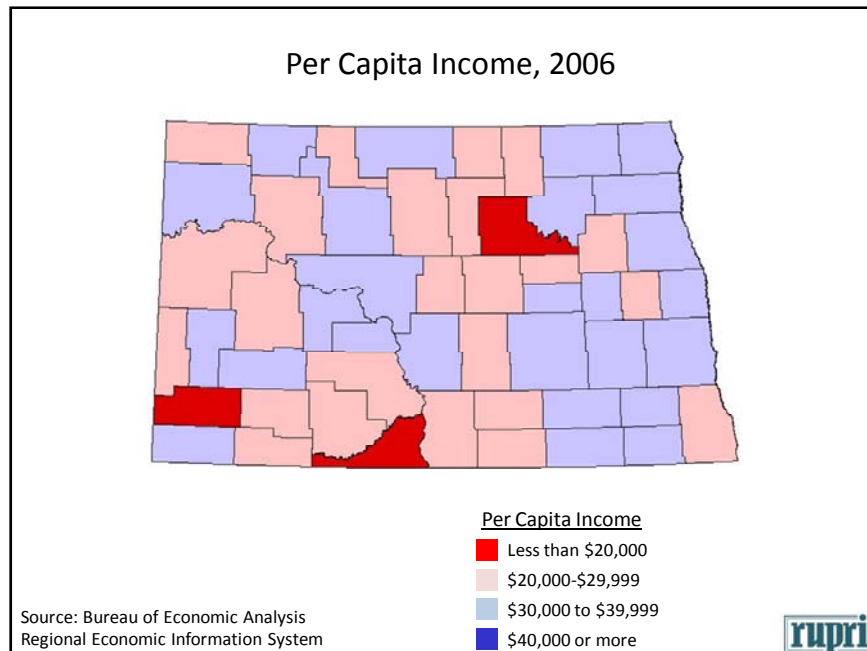 Per Capita Income, 2006
Per Capita Income
Less than $20,000
$20,000-$29,999
$30,000 to $39,999
$40,000 or more
Source: Bureau of Economic Analysis
Regional Economic Information System
rupri